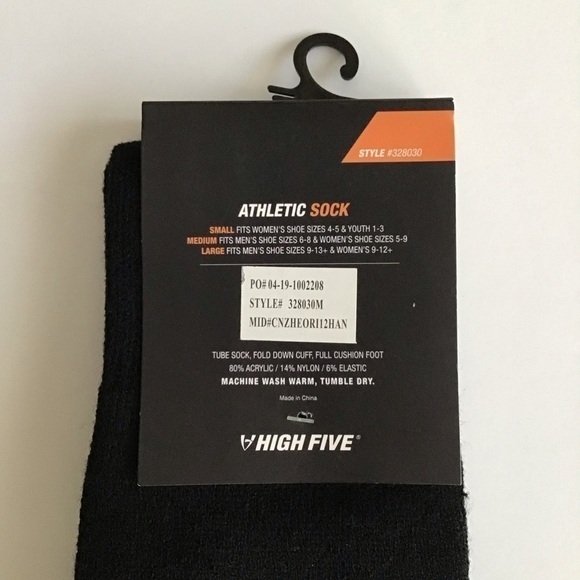 STYLE #328030
ATHLETIC SOCK
SMALL FITS WOMEN'S SHOE SIZES 4-5 & YOUTH 1-3
MEDIUM FITS MEN'S SHOE SIZES 6-8 & WOMEN'S SIZES 5-9
LARGE FITS MEN'S SHOE SIZES 9-13+ & WOMEN'S 9-12+
PO# 04-19-1002208
STYLE# 328030M
MID#CNZHEORI12HAN
TUBE SOCK, FOLD DOWN CUFF, FULL CUSHION FOOT
80% ACRYLIC / 14% NYLON / 6% ELASTIC
MACHINE WASH WARM, TUMBLE DRY.
Made in China
HIGH FIVE®